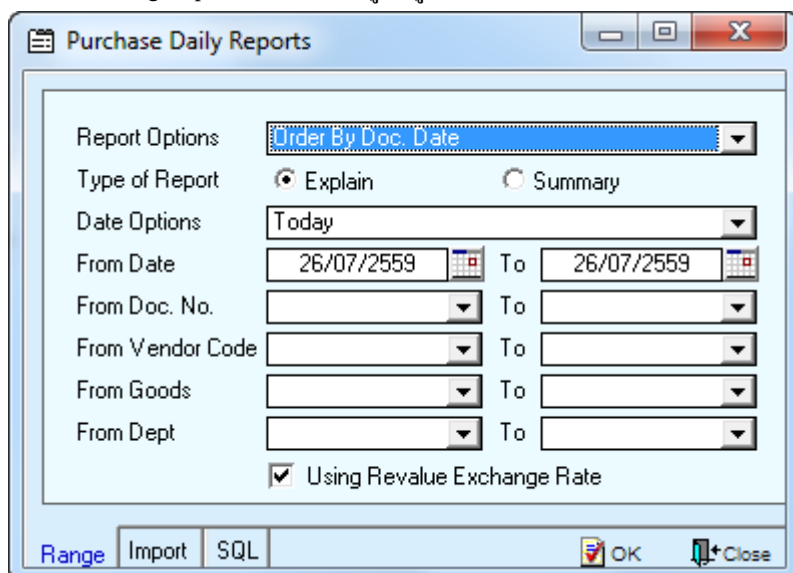 Purchase Daily Reports
Report Options Order By Doc. Date
Type of Report Explain Summary
Date Options Today
From Date 26/07/2559 To 26/07/2559
From Doc. No. To
From Vendor Code To
From Goods To
From Dept To
Using Revalue Exchange Rate
Range Import SQL OK Close